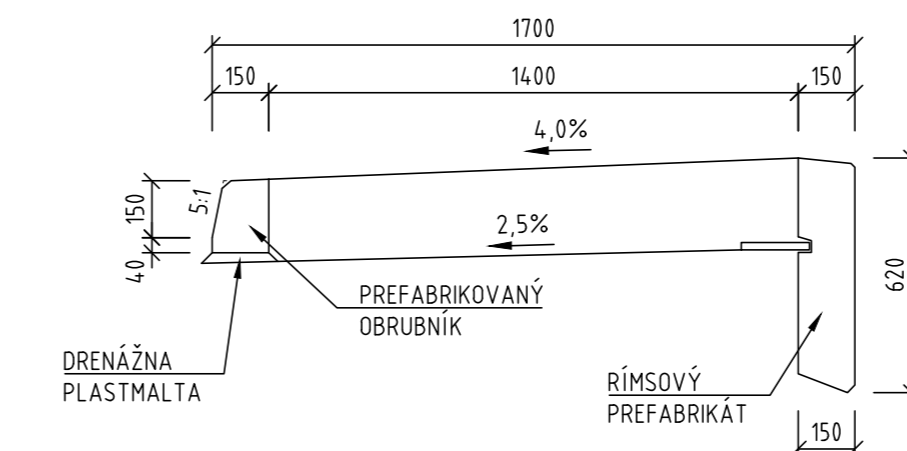 1700
150
1400
150
4,0%
5:1
150
2,5%
40
620
PREFABRIKOVANÝ
OBRUBNÍK
DRENÁŽNA
PLASTMALTA
RÍMSOVÝ
PREFABRIKÁT
150